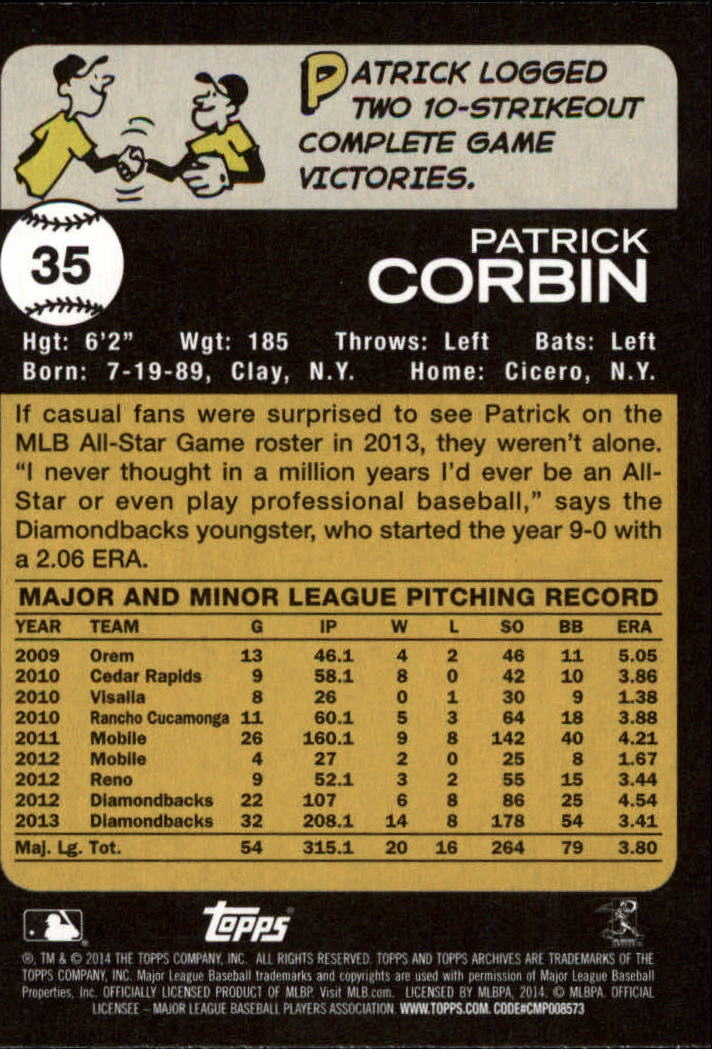 PATRICK LOGGED
TWO 10-STRIKEOUT
COMPLETE GAME
VICTORIES.
35
PATRICK
CORBIN
Hgt: 6'2" Wgt: 185 Throws: Left Bats: Left
Born: 7-19-89, Clay, N.Y. Home: Cicero, N.Y.
If casual fans were surprised to see Patrick on the
MLB All-Star Game roster in 2013, they weren't alone.
"I never thought in a million years I'd ever be an All-
Star or even play professional baseball," says the
Diamondbacks youngster, who started the year 9-0 with
a 2.06 ERA.
MAJOR AND MINOR LEAGUE PITCHING RECORD
YEAR TEAM G IP W L SO BB ERA
2009 Orem 13 46.1 4 2 46 11 5.05
2010 Cedar Rapids 9 58.1 8 0 42 10 3.86
2010 Visalia 8 26 0 1 30 9 1.38
2010 Rancho Cucamonga 11 60.1 5 3 64 18 3.88
2011 Mobile 26 160.1 9 8 142 40 4.21
2012 Mobile 4 27 2 0 25 8 1.67
2012 Reno 9 52.1 3 2 55 15 3.44
2012 Diamondbacks 22 107 6 8 86 25 4.54
2013 Diamondbacks 32 208.1 14 8 178 54 3.41
Maj. Lg. Tot. 54 315.1 20 16 264 79 3.80
topps
®, TM & © 2014 THE TOPPS COMPANY, INC. ALL RIGHTS RESERVED. TOPPS AND TOPPS ARCHIVES ARE TRADEMARKS OF THE
TOPPS COMPANY, INC. Major League Baseball trademarks and copyrights are used with permission of Major League Baseball
Properties, Inc. OFFICIALLY LICENSED PRODUCT OF MLBP. Visit MLB.com. LICENSED BY MLBPA, 2014. © MLBPA. OFFICIAL
LICENSEE – MAJOR LEAGUE BASEBALL PLAYERS ASSOCIATION. WWW.TOPPS.COM. CODE#CMP008573